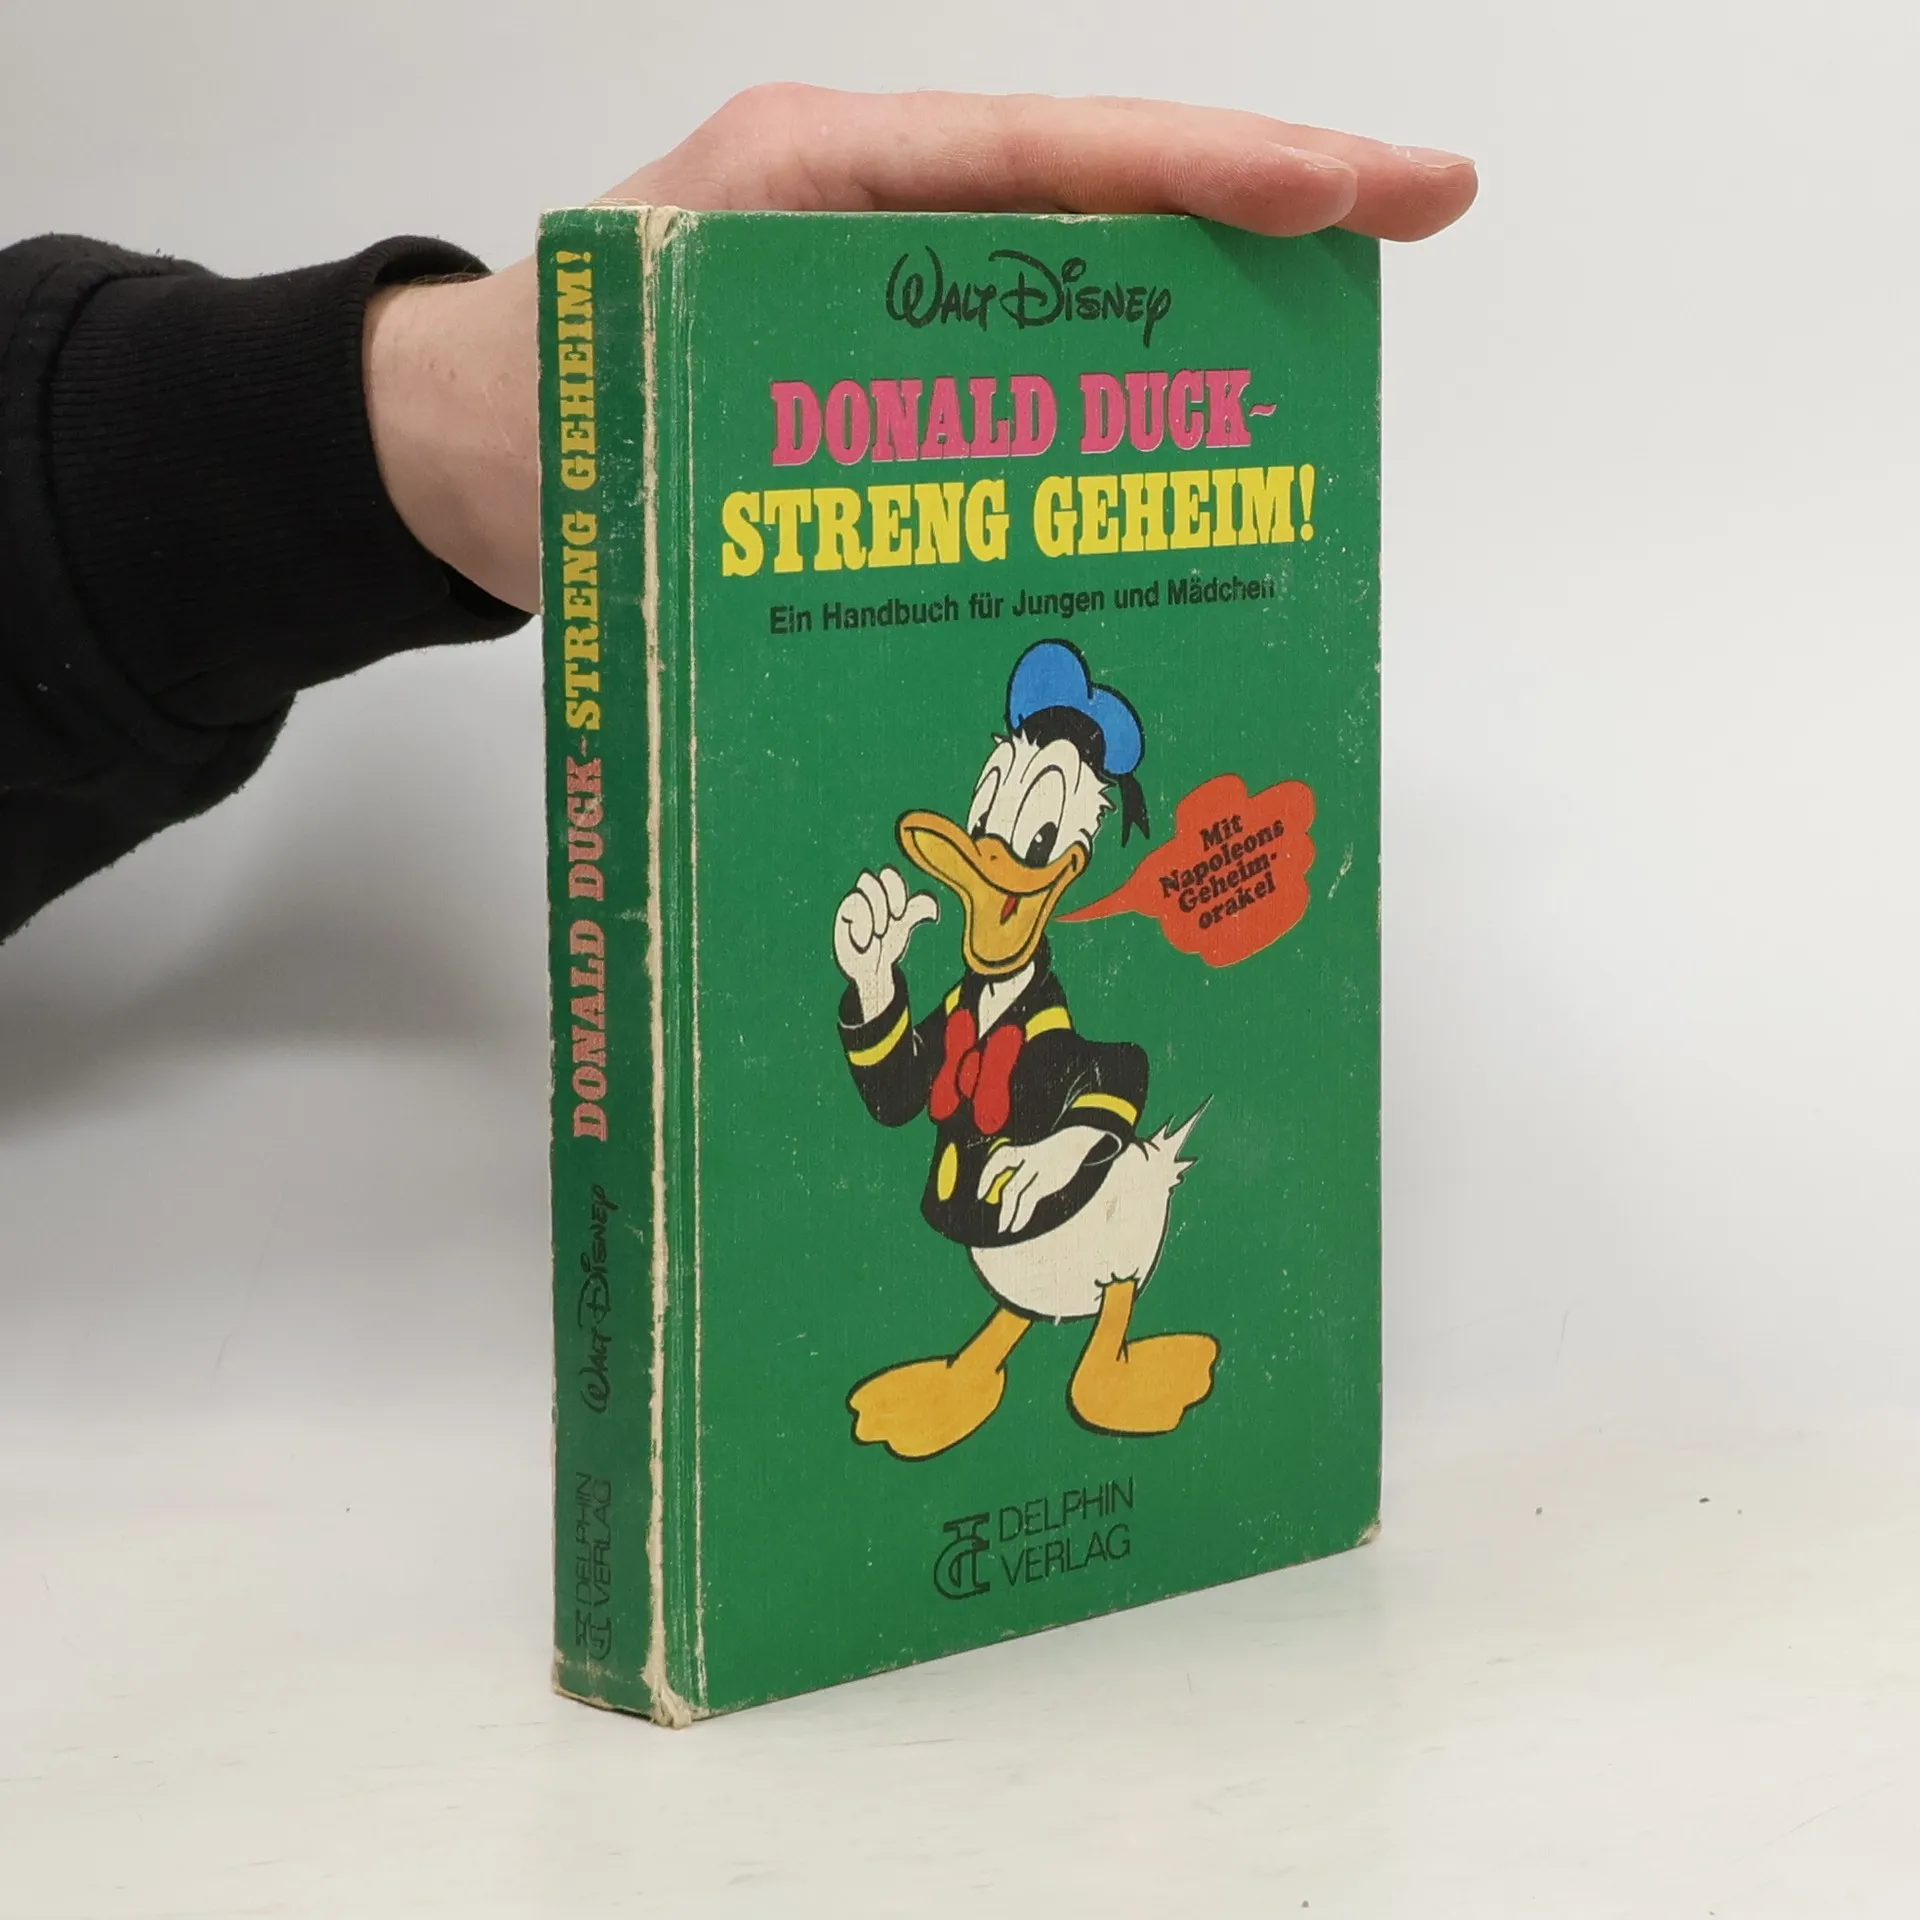 WALT DISNEY
DONALD DUCK~
STRENG GEHEIM!
Ein Handbuch für Jungen und Mädchen
Mit
Napoleons
Geheim-
orakel
DELPHIN
VERLAG
DONALD DUCK~STRENG GEHEIM!
WALT DISNEY
DELPHIN
VERLAG